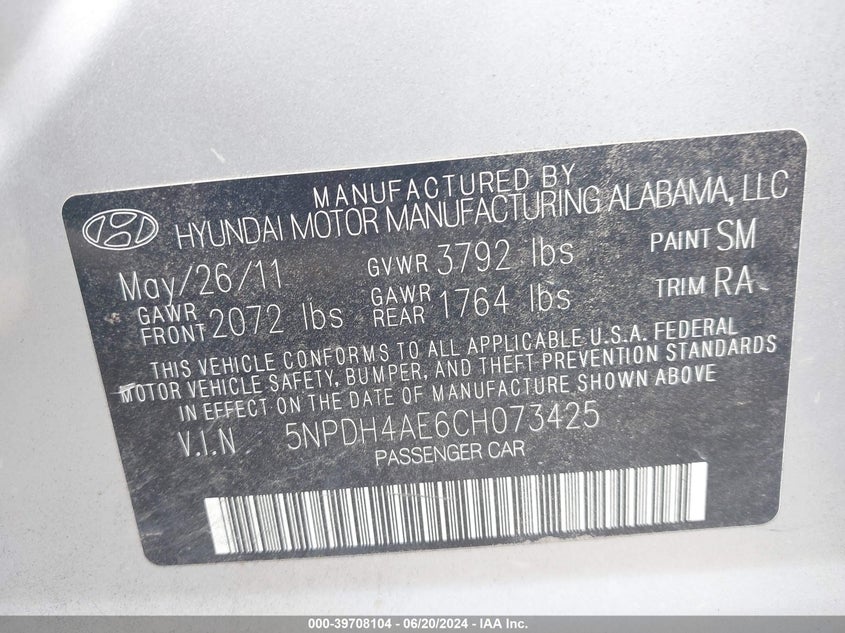 MANUFACTURED BY
HYUNDAI MOTOR MANUFACTURING ALABAMA, LLC
May/26/11 GVWR 3792 lbs PAINT SM
GAWR FRONT 2072 lbs GAWR REAR 1764 lbs TRIM RA
THIS VEHICLE CONFORMS TO ALL APPLICABLE U.S.A. FEDERAL
MOTOR VEHICLE SAFETY, BUMPER, AND THEFT PREVENTION STANDARDS
IN EFFECT ON THE DATE OF MANUFACTURE SHOWN ABOVE
V.I.N 5NPDH4AE6CH073425
PASSENGER CAR
000-39708104 - 06/20/2024 - IAA Inc.